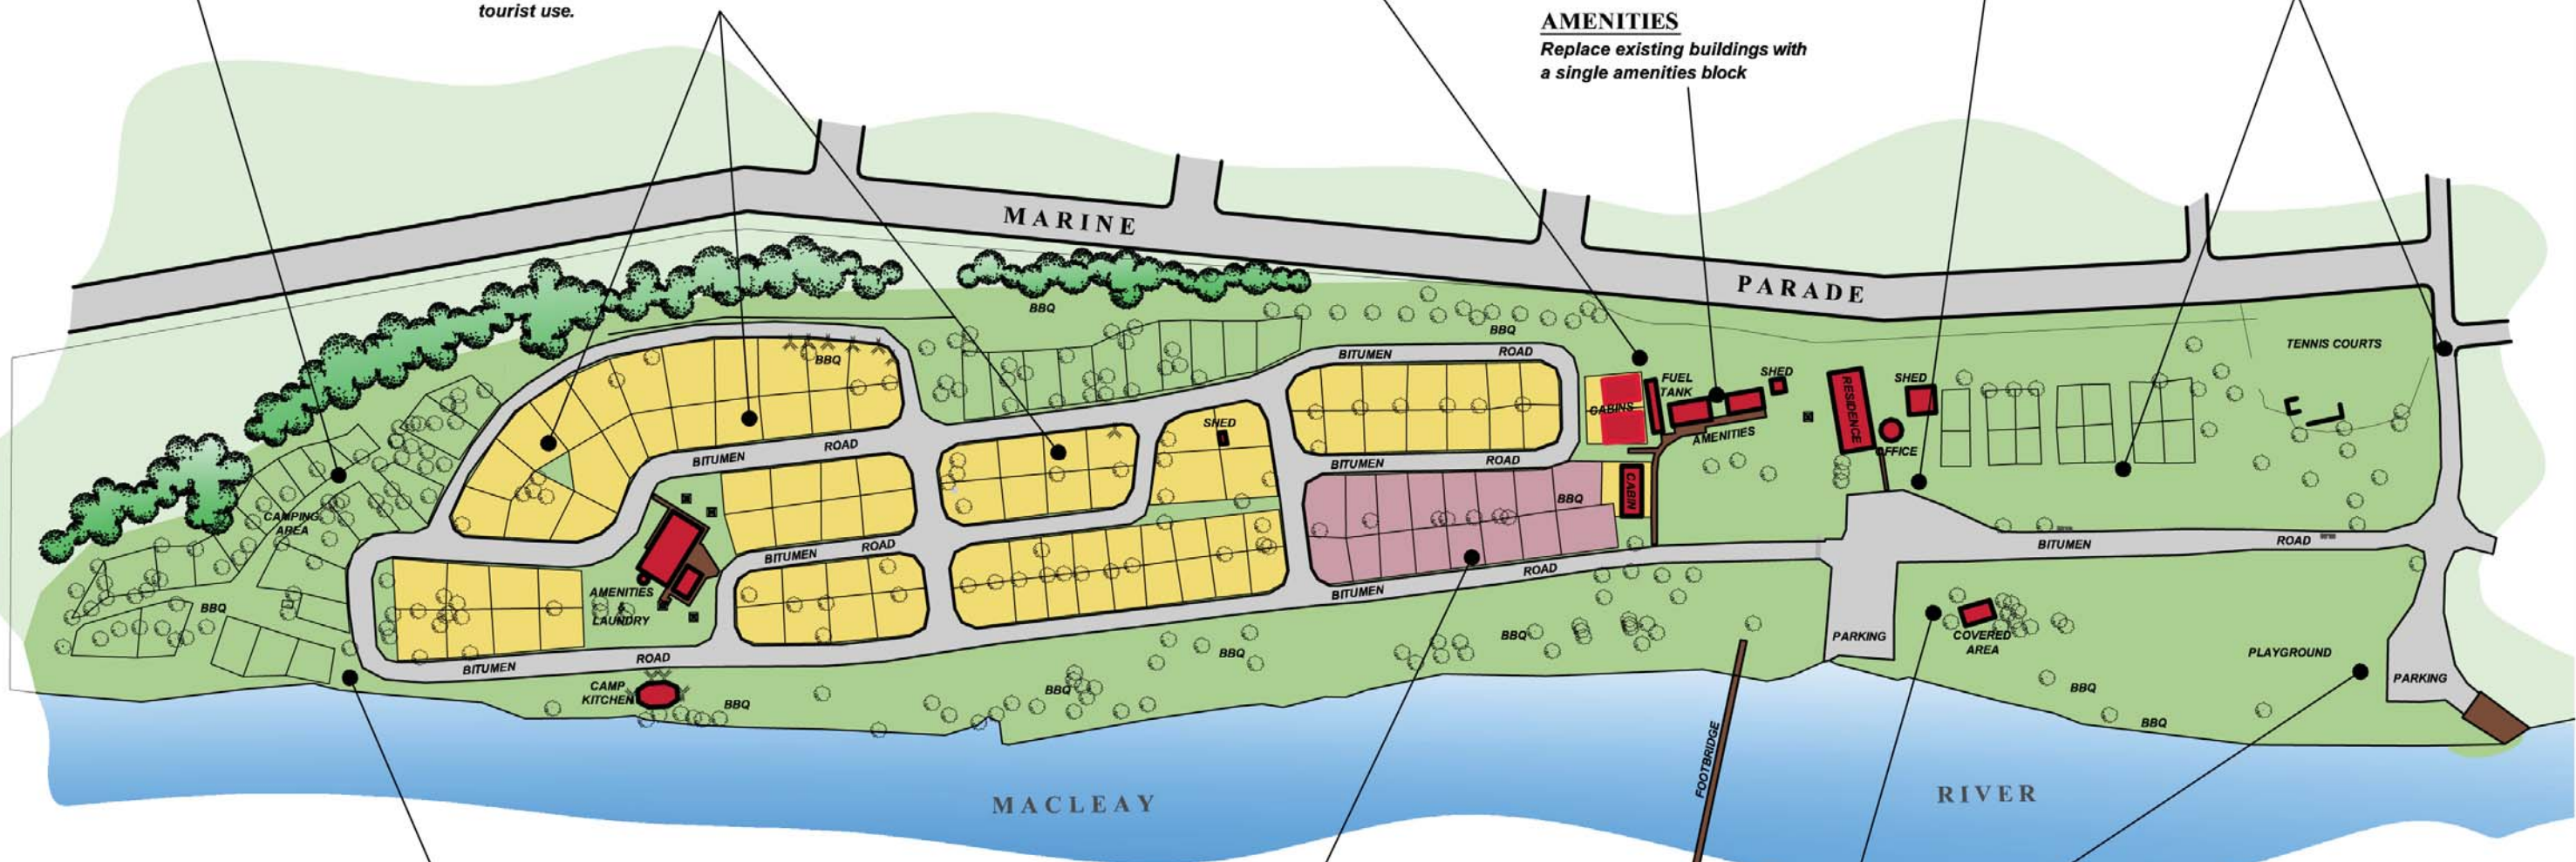 tourist use.
AMENITIES
Replace existing buildings with
a single amenities block
MARINE
PARADE
BBQ
BBQ
TENNIS COURTS
BITUMEN
ROAD
BBQ
FUEL
TANK
SHED
SHED
RESIDENCE
CABINS
SHED
AMENITIES
OFFICE
BITUMEN
ROAD
BITUMEN
ROAD
CABIN
BBQ
CAMPING
AREA
BITUMEN
ROAD
BITUMEN
ROAD
BITUMEN
ROAD
AMENITIES
&
LAUNDRY
BBQ
BITUMEN
ROAD
BBQ
PARKING
COVERED
AREA
PLAYGROUND
BITUMEN
ROAD
BBQ
PARKING
CAMP
KITCHEN
BBQ
BBQ
BBQ
BBQ
FOOTBRIDGE
MACLEAY
RIVER